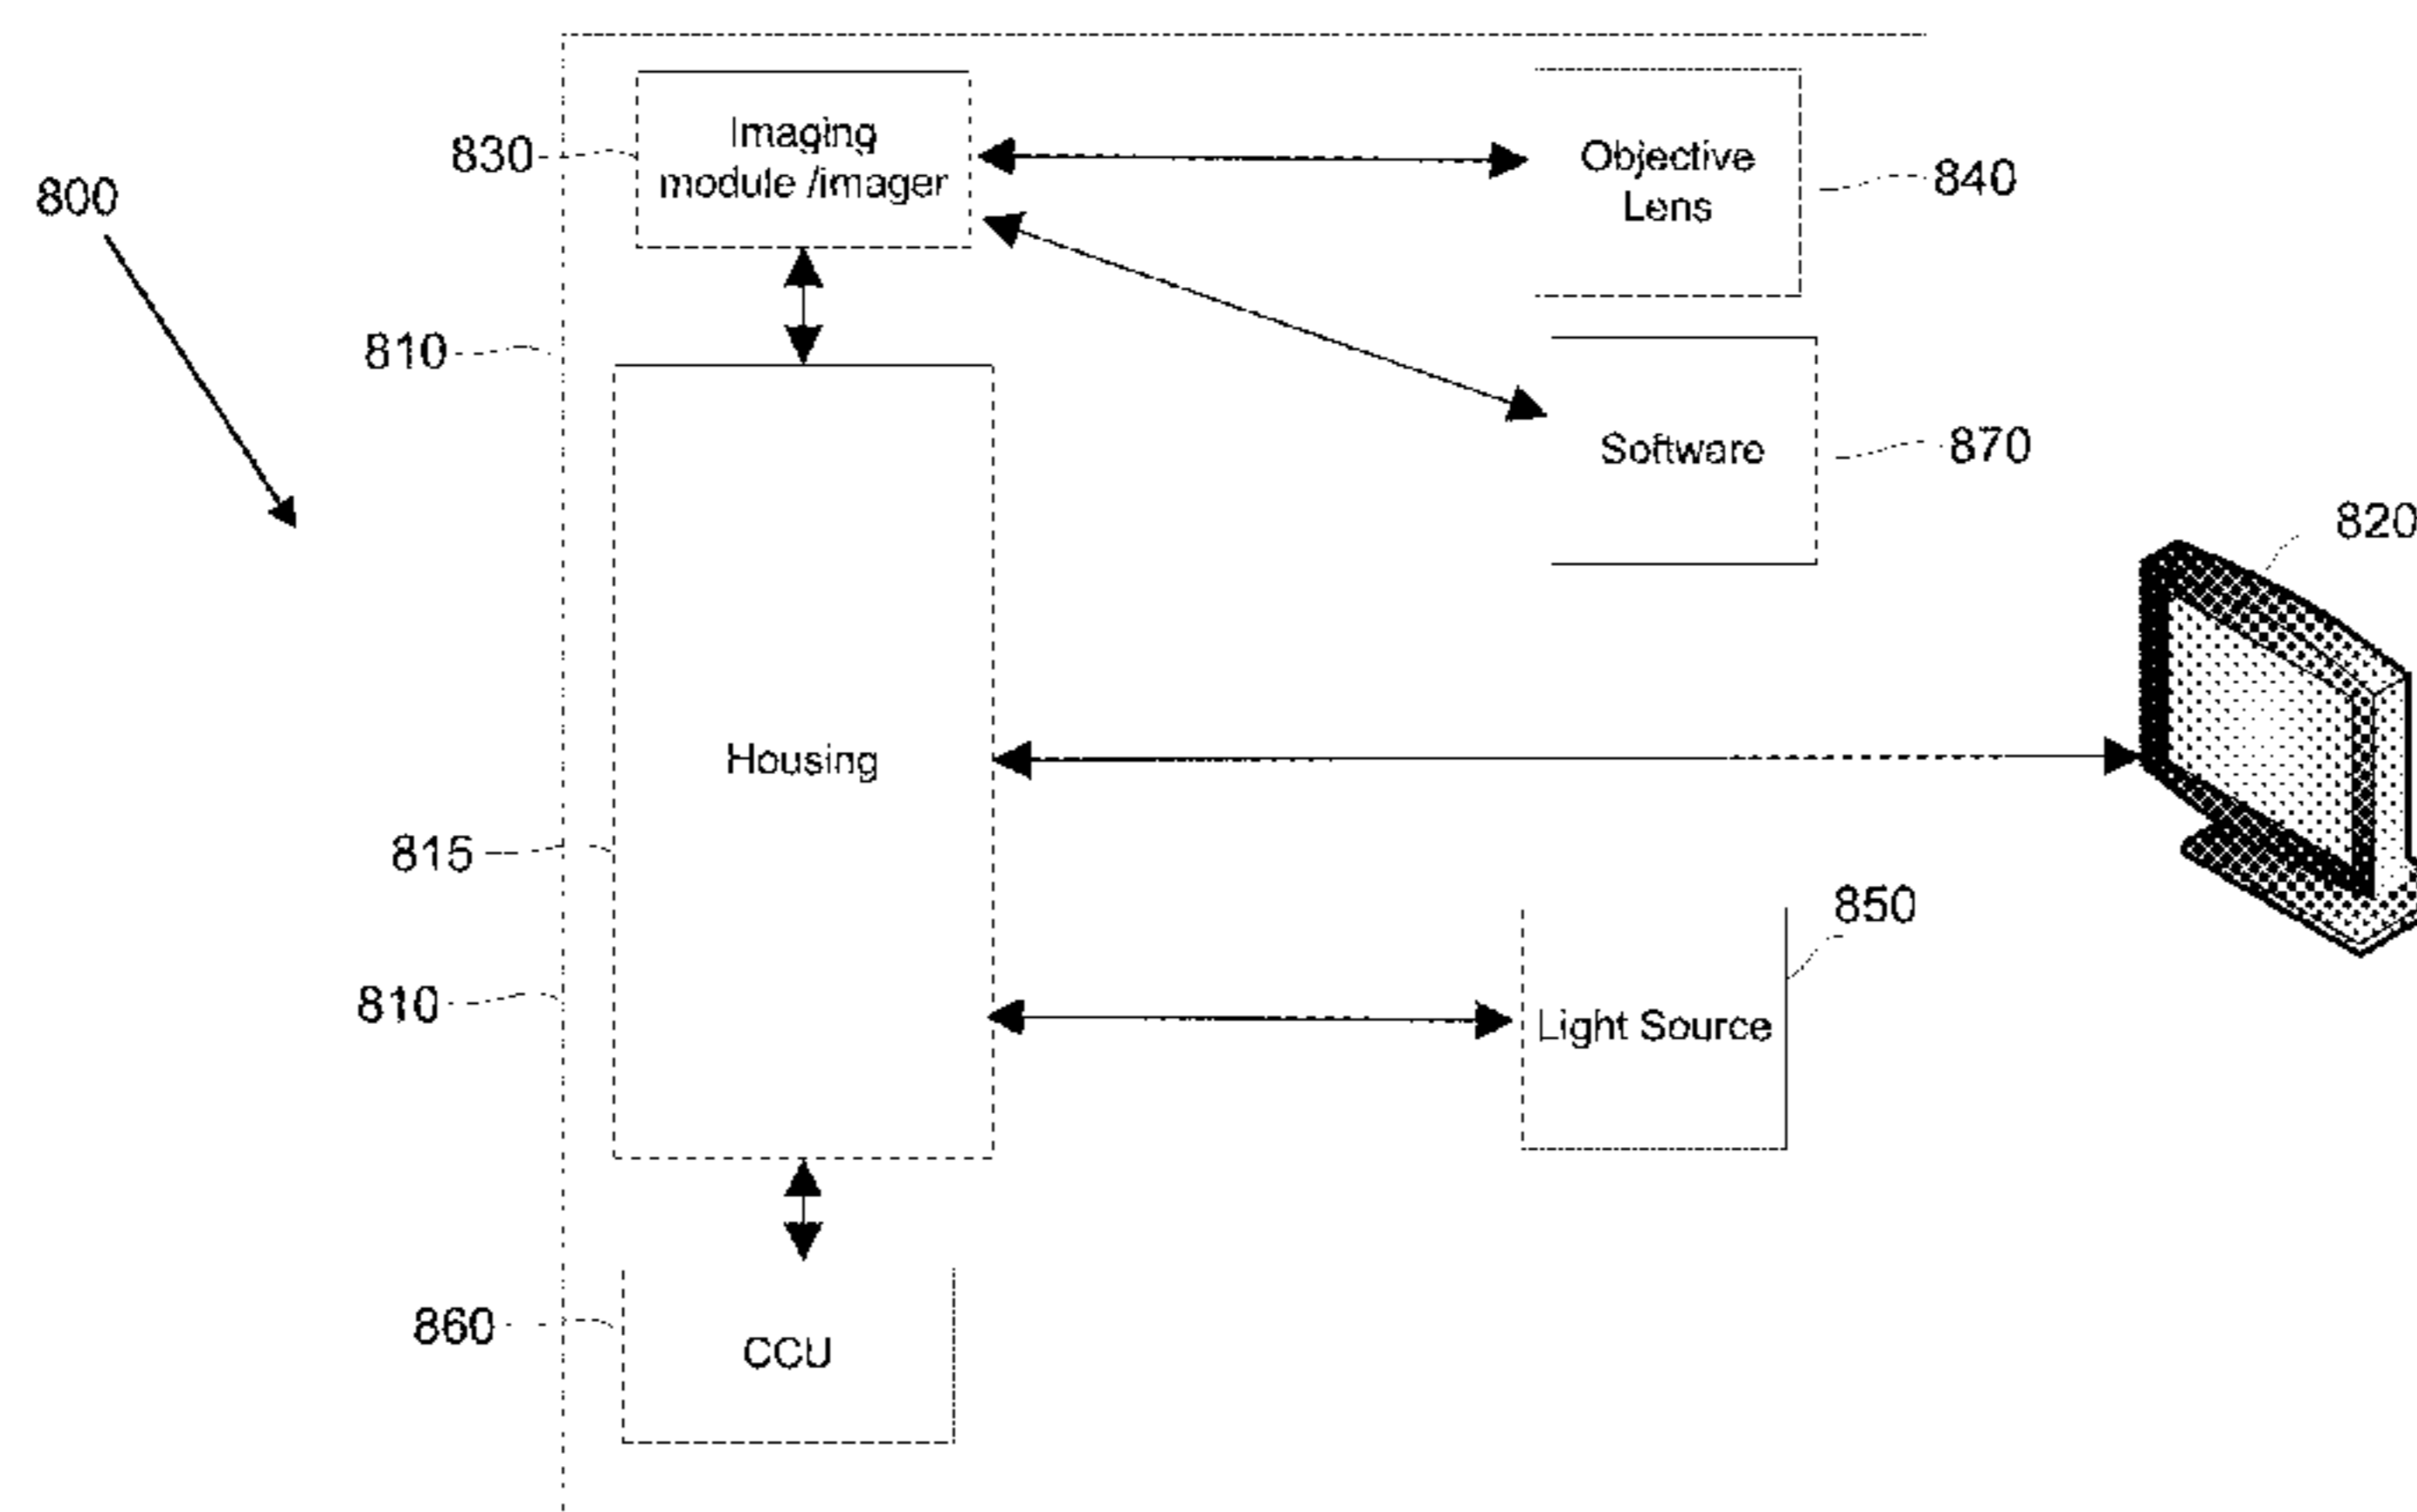 800
830
Imaging
module /imager
Objective
Lens
840
810
Software
870
820
Housing
815
850
810
Light Source
860
CCU